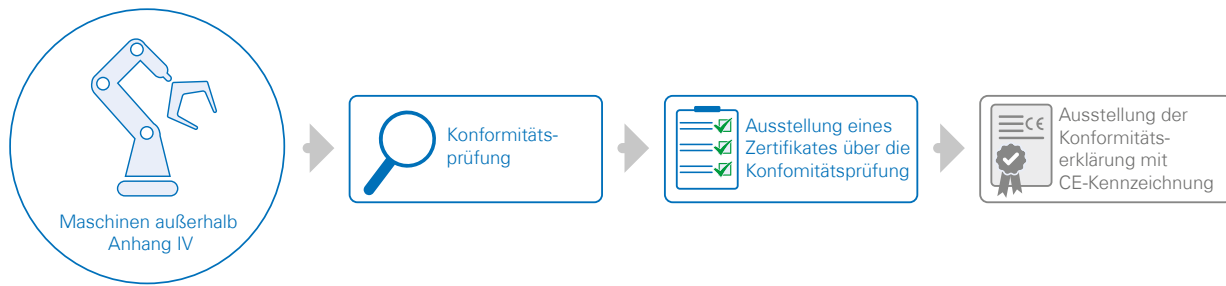 Maschinen außerhalb
Anhang IV
Konformitäts-
prüfung
Ausstellung eines
Zertifikates über die
Konfomitätsprüfung
CE
Ausstellung der
Konformitäts-
erklärung mit
CE-Kennzeichnung